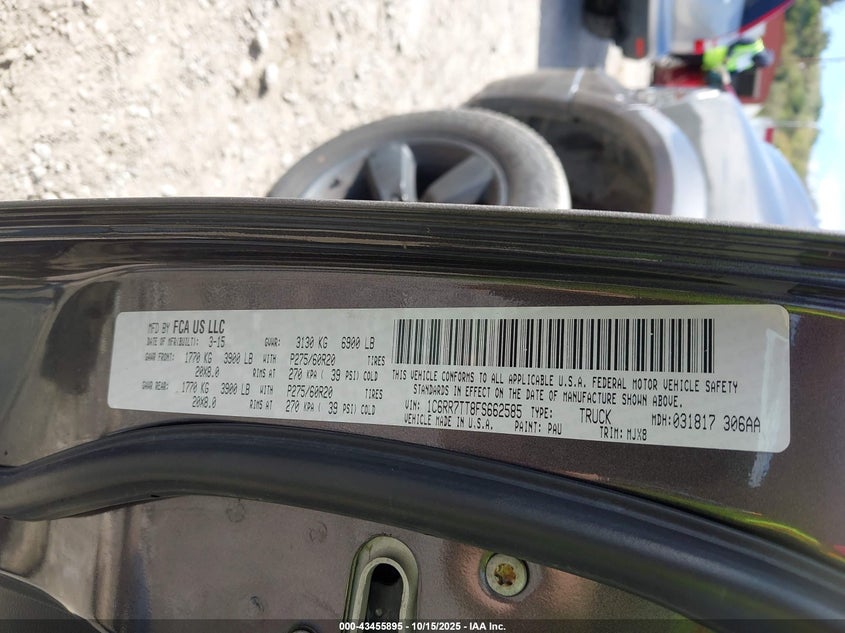 MFD BY FCA US LLC
DATE OF MFR(BUILT): 3-15 GVWR: 3130 KG 6900 LB
GAWR FRONT: 1770 KG 3900 LB WITH P275/60R20 TIRES
20X8.0 RIMS AT 270 KPA ( 39 PSI) COLD
GAWR REAR: 1770 KG 3900 LB WITH P275/60R20 TIRES
20X8.0 RIMS AT 270 KPA ( 39 PSI) COLD
THIS VEHICLE CONFORMS TO ALL APPLICABLE U.S.A. FEDERAL MOTOR VEHICLE SAFETY
STANDARDS IN EFFECT ON THE DATE OF MANUFACTURE SHOWN ABOVE.
VIN: 1C6RR7TT8FS662585 TYPE: TRUCK MDH:031817 306AA
VEHICLE MADE IN U.S.A. PAINT: PAU TRIM: MJX8
000-43455895 - 10/15/2025 - IAA Inc.